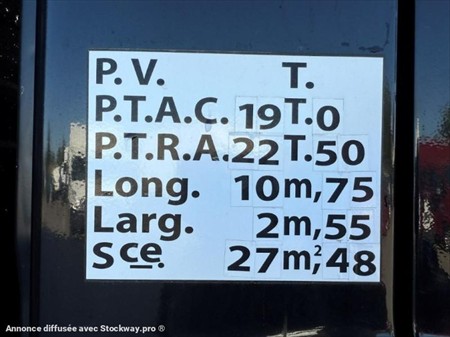 P.V. T.
P.T.A.C. 19T.0
P.T.R.A. 22T.50
Long. 10m,75
Larg. 2m,55
Sce. 27m²,48
Annonce diffusée avec Stockway.pro ®